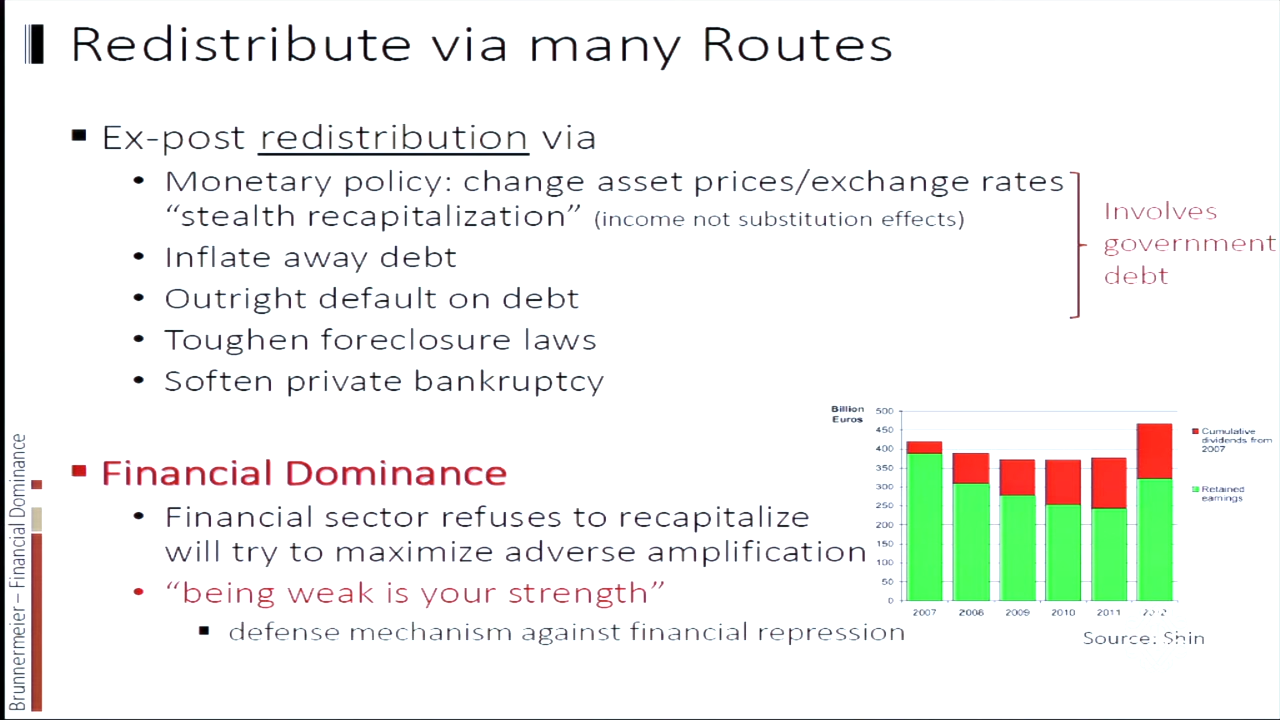 Redistribute via many Routes
Ex-post redistribution via
Monetary policy: change asset prices/exchange rates
“stealth recapitalization” (income not substitution effects)
Inflate away debt
Outright default on debt
Toughen foreclosure laws
Soften private bankruptcy
Involves
government
debt
Financial Dominance
Financial sector refuses to recapitalize
will try to maximize adverse amplification
“being weak is your strength”
defense mechanism against financial repression
Billion
Euros
500
450
400
350
300
250
200
150
100
50
0
2007 2008 2009 2010 2011 2012
Cumulative
dividends from
2007
Retained
earnings
Source: Shin
Brunnermeier – Financial Dominance